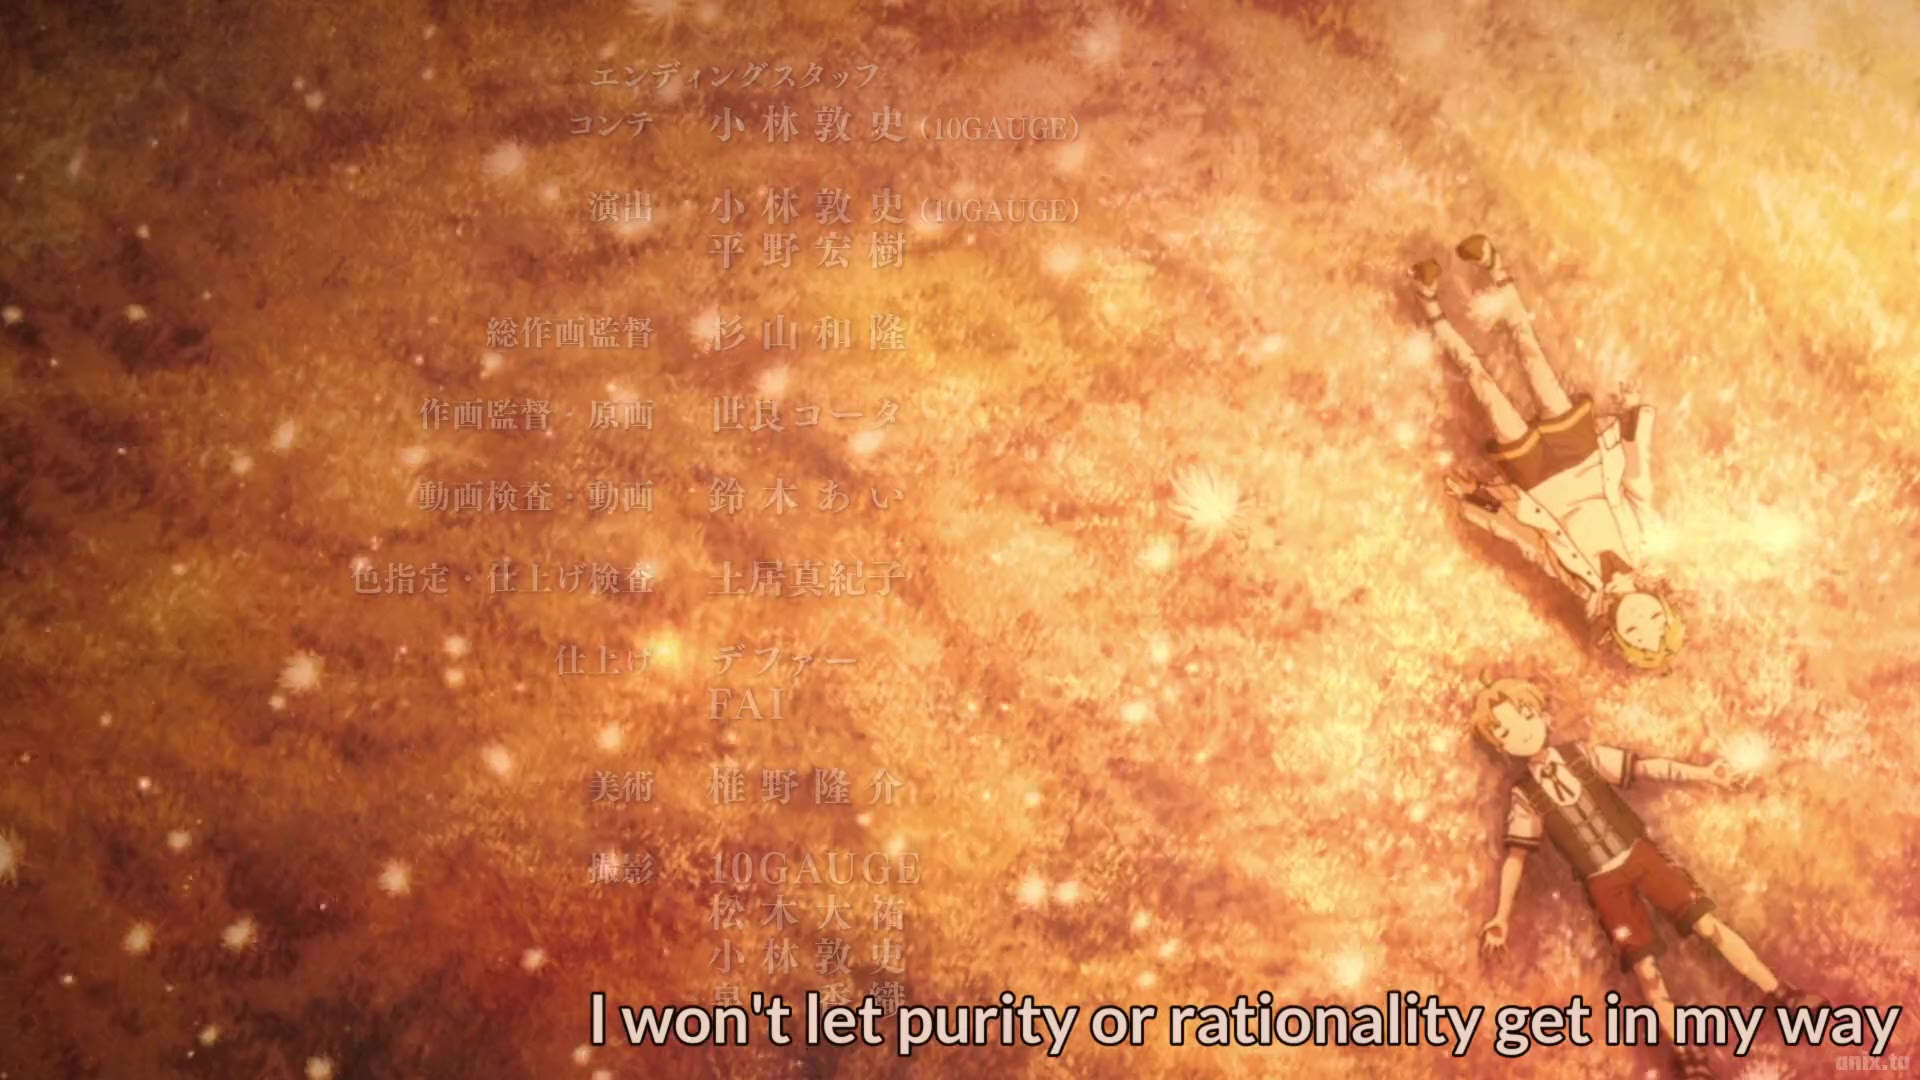 エンディングスタッフ
コンテ 小林敦史 (10GAUGE)
演出 小林敦史 (10GAUGE)
平野宏樹
総作画監督 杉山和隆
作画監督・原画 世良コータ
動画検査・動画 鈴木あい
色指定・仕上げ検査 土居真紀子
仕上げ デファー
FAI
美術 椎野隆介
撮影 10GAUGE
松木大祐
小林敦史
香織
I won't let purity or rationality get in my way
anix.to